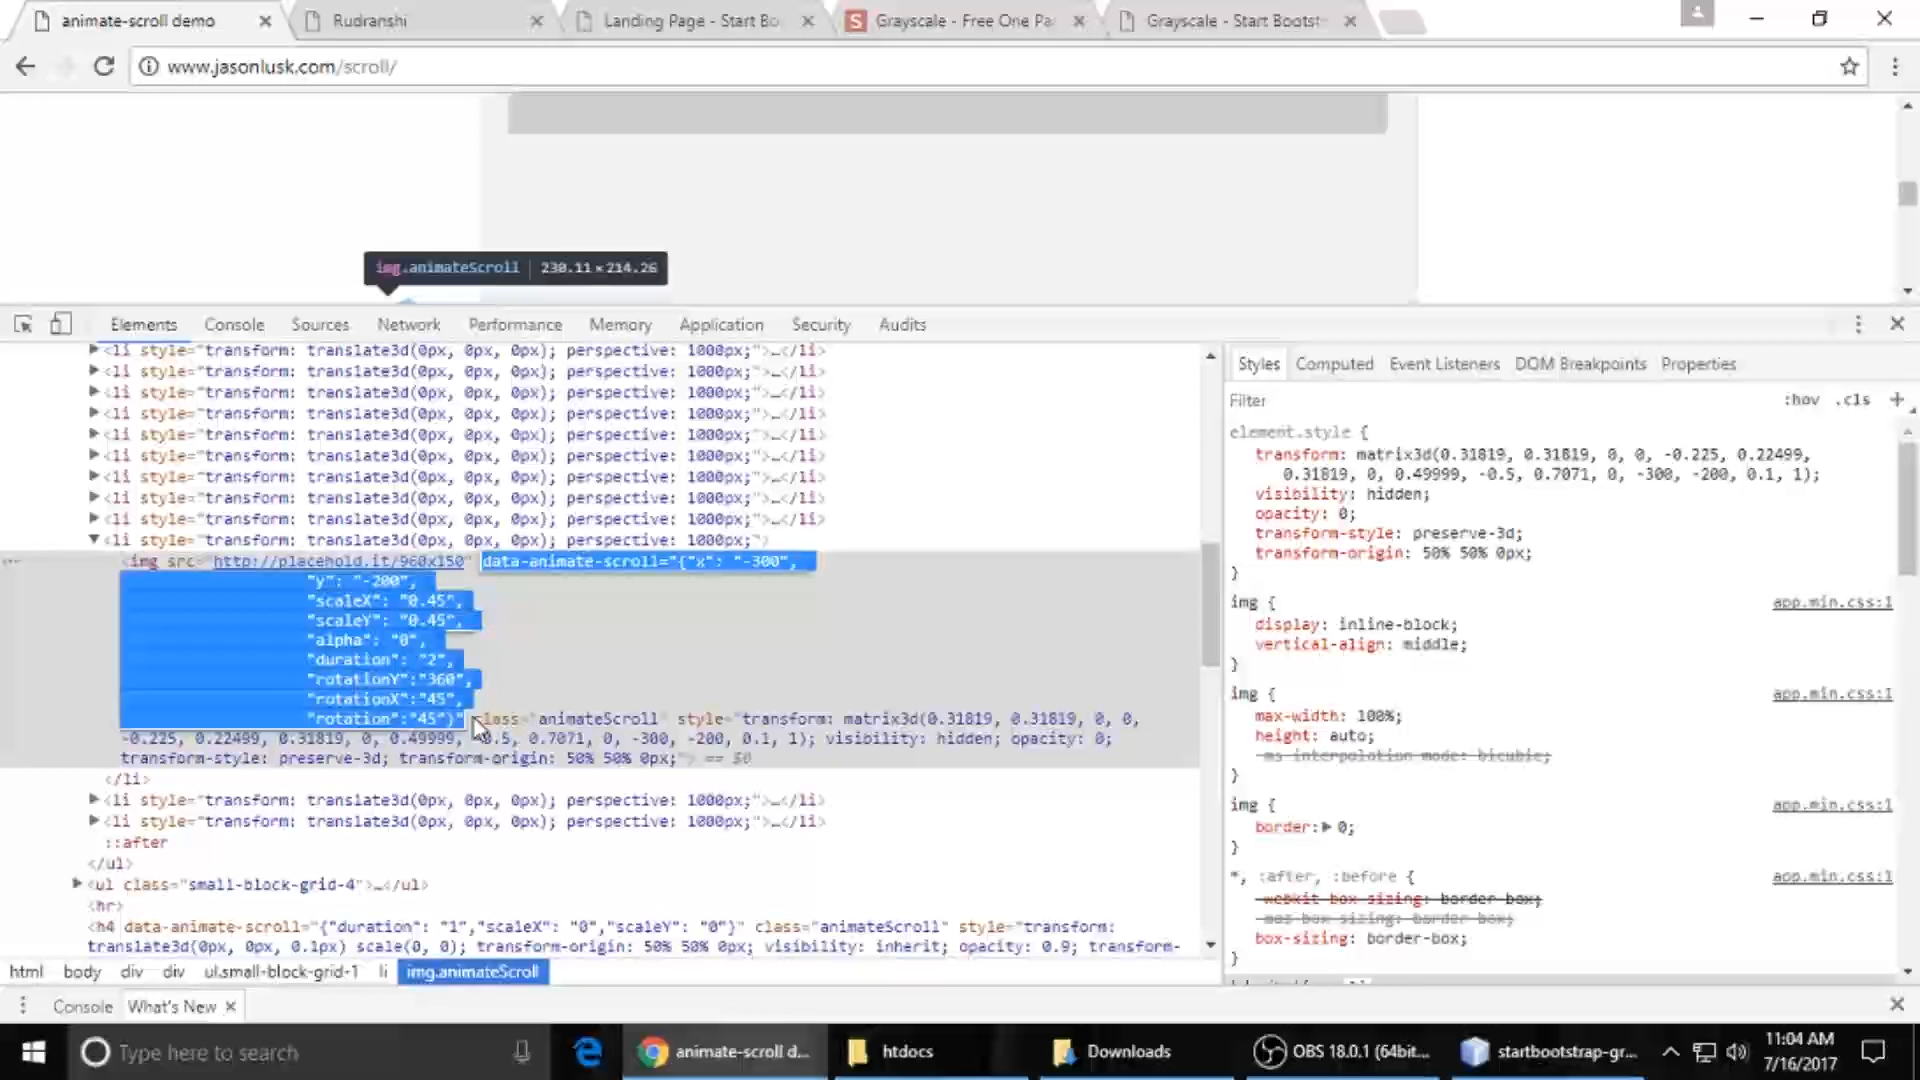 animate-scroll demo
Rudranshi
Landing Page - Start Bo
Grayscale - Free One Pa
Grayscale - Start Bootst
www.jasonlusk.com/scroll/
img.animateScroll | 230.11 × 214.26
Elements Console Sources Network Performance Memory Application Security Audits
<li style="transform: translate3d(0px, 0px, 0px); perspective: 1000px;">…</li>
<li style="transform: translate3d(0px, 0px, 0px); perspective: 1000px;">…</li>
<li style="transform: translate3d(0px, 0px, 0px); perspective: 1000px;">…</li>
<li style="transform: translate3d(0px, 0px, 0px); perspective: 1000px;">…</li>
<li style="transform: translate3d(0px, 0px, 0px); perspective: 1000px;">…</li>
<li style="transform: translate3d(0px, 0px, 0px); perspective: 1000px;">…</li>
<li style="transform: translate3d(0px, 0px, 0px); perspective: 1000px;">…</li>
<li style="transform: translate3d(0px, 0px, 0px); perspective: 1000px;">…</li>
<li style="transform: translate3d(0px, 0px, 0px); perspective: 1000px;">…</li>
<li style="transform: translate3d(0px, 0px, 0px); perspective: 1000px;">
<img src="http://placehold.it/960x150" data-animate-scroll="{"x": "-300",
"y": "-200",
"scaleX": "0.45",
"scaleY": "0.45",
"alpha": "0",
"duration": "2",
"rotationY":"360",
"rotationX":"45",
"rotation":"45"}" class="animateScroll" style="transform: matrix3d(0.31819, 0.31819, 0, 0,
-0.225, 0.22499, 0.31819, 0, 0.49999, -0.5, 0.7071, 0, -300, -200, 0.1, 1); visibility: hidden; opacity: 0;
transform-style: preserve-3d; transform-origin: 50% 50% 0px;"> == $0
</li>
<li style="transform: translate3d(0px, 0px, 0px); perspective: 1000px;">…</li>
<li style="transform: translate3d(0px, 0px, 0px); perspective: 1000px;">…</li>
::after
</ul>
<ul class="small-block-grid-4">…</ul>
<hr>
<h4 data-animate-scroll="{"duration": "1","scaleX": "0","scaleY": "0"}" class="animateScroll" style="transform:
translate3d(0px, 0px, 0.1px) scale(0, 0); transform-origin: 50% 50% 0px; visibility: inherit; opacity: 0.9; transform-
html body div div ul.small-block-grid-1 li img.animateScroll
Styles Computed Event Listeners DOM Breakpoints Properties
Filter :hov .cls +
element.style {
transform: matrix3d(0.31819, 0.31819, 0, 0, -0.225, 0.22499,
0.31819, 0, 0.49999, -0.5, 0.7071, 0, -300, -200, 0.1, 1);
visibility: hidden;
opacity: 0;
transform-style: preserve-3d;
transform-origin: 50% 50% 0px;
}
img { app.min.css:1
display: inline-block;
vertical-align: middle;
}
img { app.min.css:1
max-width: 100%;
height: auto;
-ms-interpolation-mode: bicubic;
}
img { app.min.css:1
border: 0;
}
*, :after, :before { app.min.css:1
-webkit-box-sizing: border-box;
-moz-box-sizing: border-box;
box-sizing: border-box;
}
Console What's New
Type here to search
animate-scroll d...
htdocs
Downloads
OBS 18.0.1 (64bit...
startbootstrap-gr...
11:04 AM
7/16/2017